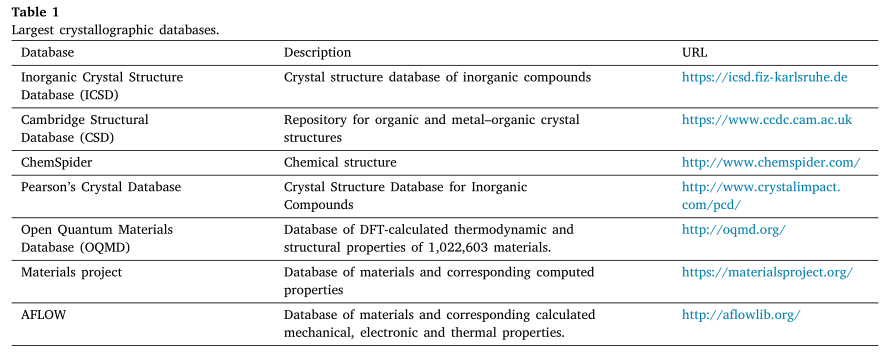 Table 1
Largest crystallographic databases.
Database Description URL
Inorganic Crystal Structure Crystal structure database of inorganic compounds https://icsd.fiz-karlsruhe.de
Database (ICSD)
Cambridge Structural Repository for organic and metal–organic crystal https://www.ccdc.cam.ac.uk
Database (CSD) structures
ChemSpider Chemical structure http://www.chemspider.com/
Pearson's Crystal Database Crystal Structure Database for Inorganic http://www.crystalimpact.
Compounds com/pcd/
Open Quantum Materials Database of DFT-calculated thermodynamic and http://oqmd.org/
Database (OQMD) structural properties of 1,022,603 materials.
Materials project Database of materials and corresponding computed https://materialsproject.org/
properties
AFLOW Database of materials and corresponding calculated http://aflowlib.org/
mechanical, electronic and thermal properties.